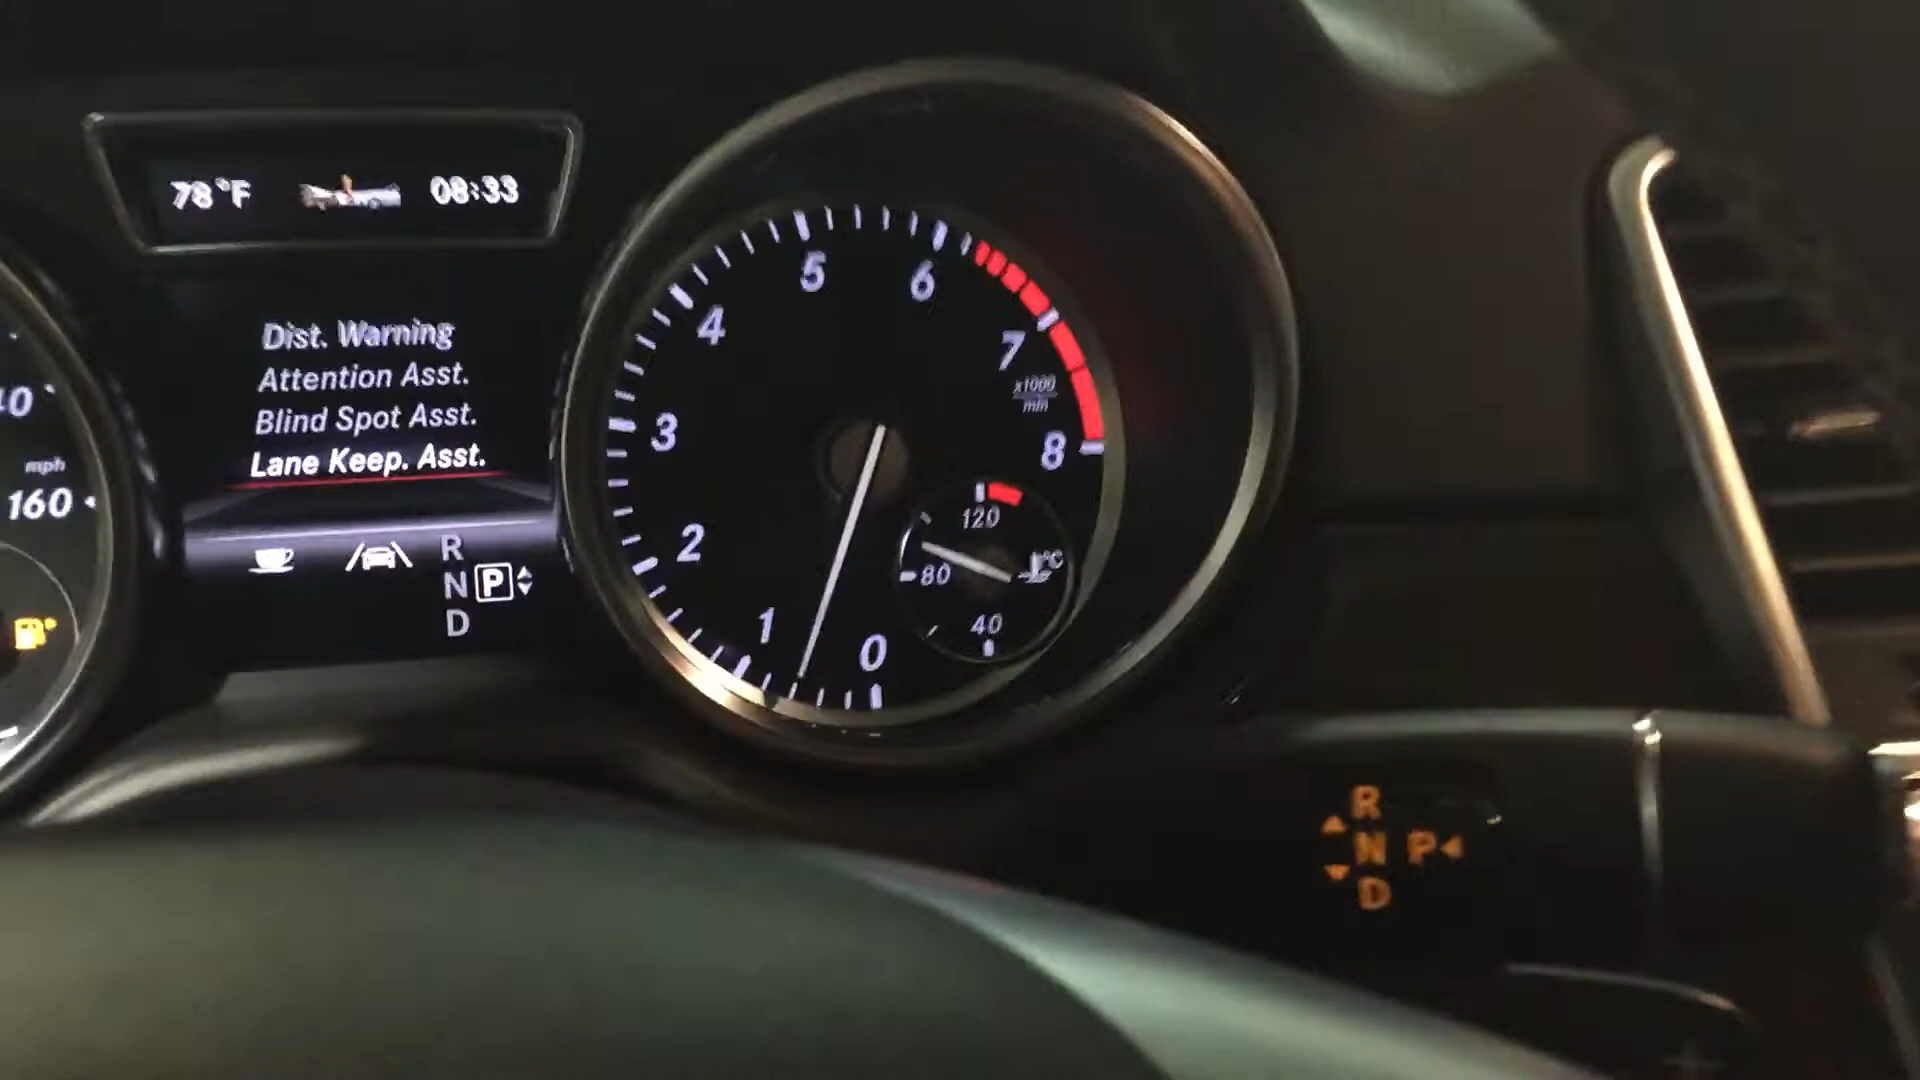 78°F 08:33
Dist. Warning
Attention Asst.
Blind Spot Asst.
Lane Keep. Asst.
R
N P
D
mph
160
0
1
2
3
4
5
6
7
8
x1000
min
120
80
40
°C
R
N P
D